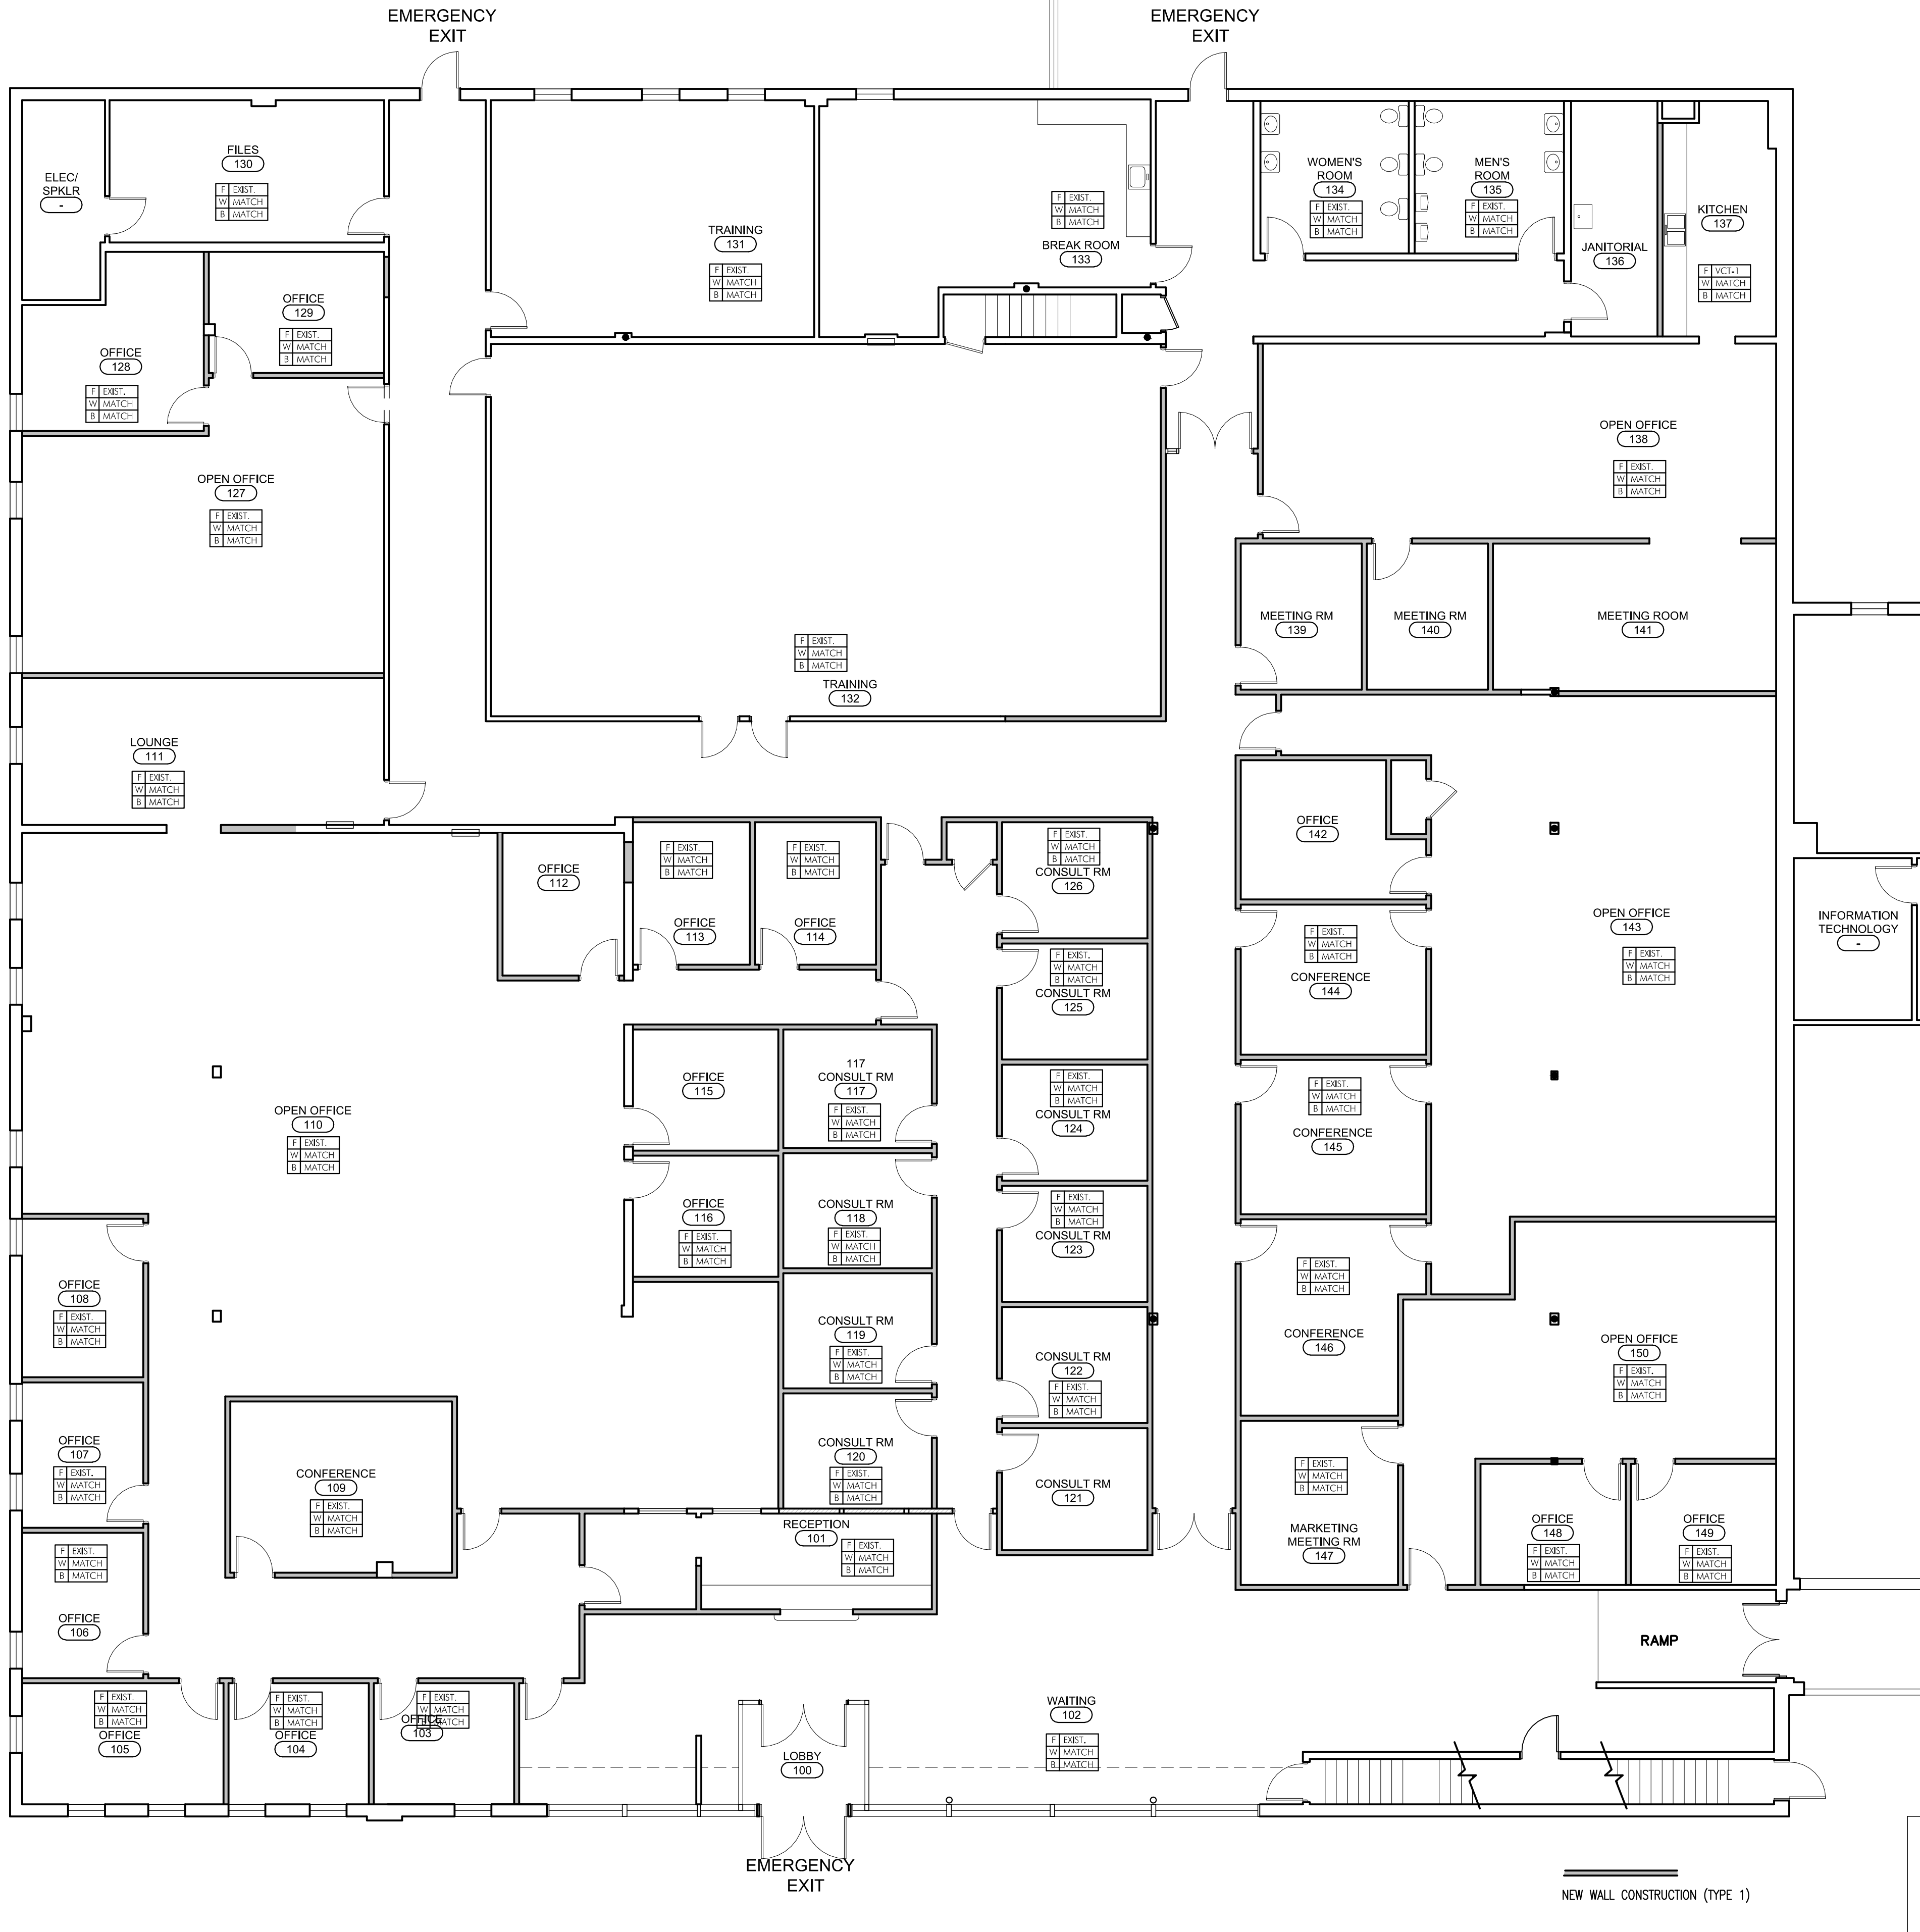 EMERGENCY
EXIT
EMERGENCY
EXIT
FILES
130
F EXIST.
W MATCH
B MATCH
ELEC/
SPKLR
-
OFFICE
129
F EXIST.
W MATCH
B MATCH
OFFICE
128
F EXIST.
W MATCH
B MATCH
OPEN OFFICE
127
F EXIST.
W MATCH
B MATCH
TRAINING
131
F EXIST.
W MATCH
B MATCH
F EXIST.
W MATCH
B MATCH
BREAK ROOM
133
WOMEN'S
ROOM
134
F EXIST.
W MATCH
B MATCH
MEN'S
ROOM
135
F EXIST.
W MATCH
B MATCH
JANITORIAL
136
KITCHEN
137
F VCT-1
W MATCH
B MATCH
OPEN OFFICE
138
F EXIST.
W MATCH
B MATCH
F EXIST.
W MATCH
B MATCH
TRAINING
132
MEETING RM
139
MEETING RM
140
MEETING ROOM
141
LOUNGE
111
F EXIST.
W MATCH
B MATCH
OFFICE
112
F EXIST.
W MATCH
B MATCH
OFFICE
113
F EXIST.
W MATCH
B MATCH
OFFICE
114
F EXIST.
W MATCH
B MATCH
CONSULT RM
126
F EXIST.
W MATCH
B MATCH
CONSULT RM
125
F EXIST.
W MATCH
B MATCH
CONSULT RM
124
F EXIST.
W MATCH
B MATCH
CONSULT RM
123
CONSULT RM
122
F EXIST.
W MATCH
B MATCH
CONSULT RM
121
OFFICE
142
OPEN OFFICE
143
F EXIST.
W MATCH
B MATCH
INFORMATION
TECHNOLOGY
-
F EXIST.
W MATCH
B MATCH
CONFERENCE
144
F EXIST.
W MATCH
B MATCH
CONFERENCE
145
F EXIST.
W MATCH
B MATCH
CONFERENCE
146
OPEN OFFICE
150
F EXIST.
W MATCH
B MATCH
F EXIST.
W MATCH
B MATCH
MARKETING
MEETING RM
147
OFFICE
148
F EXIST.
W MATCH
B MATCH
OFFICE
149
F EXIST.
W MATCH
B MATCH
OFFICE
115
117
CONSULT RM
117
F EXIST.
W MATCH
B MATCH
OFFICE
116
F EXIST.
W MATCH
B MATCH
CONSULT RM
118
F EXIST.
W MATCH
B MATCH
CONSULT RM
119
F EXIST.
W MATCH
B MATCH
CONSULT RM
120
F EXIST.
W MATCH
B MATCH
OPEN OFFICE
110
F EXIST.
W MATCH
B MATCH
OFFICE
108
F EXIST.
W MATCH
B MATCH
OFFICE
107
F EXIST.
W MATCH
B MATCH
CONFERENCE
109
F EXIST.
W MATCH
B MATCH
RECEPTION
101
F EXIST.
W MATCH
B MATCH
F EXIST.
W MATCH
B MATCH
OFFICE
106
F EXIST.
W MATCH
B MATCH
OFFICE
105
F EXIST.
W MATCH
B MATCH
OFFICE
104
F EXIST.
W MATCH
B MATCH
OFFICE
103
LOBBY
100
WAITING
102
F EXIST.
W MATCH
B MATCH
RAMP
EMERGENCY
EXIT
NEW WALL CONSTRUCTION (TYPE 1)